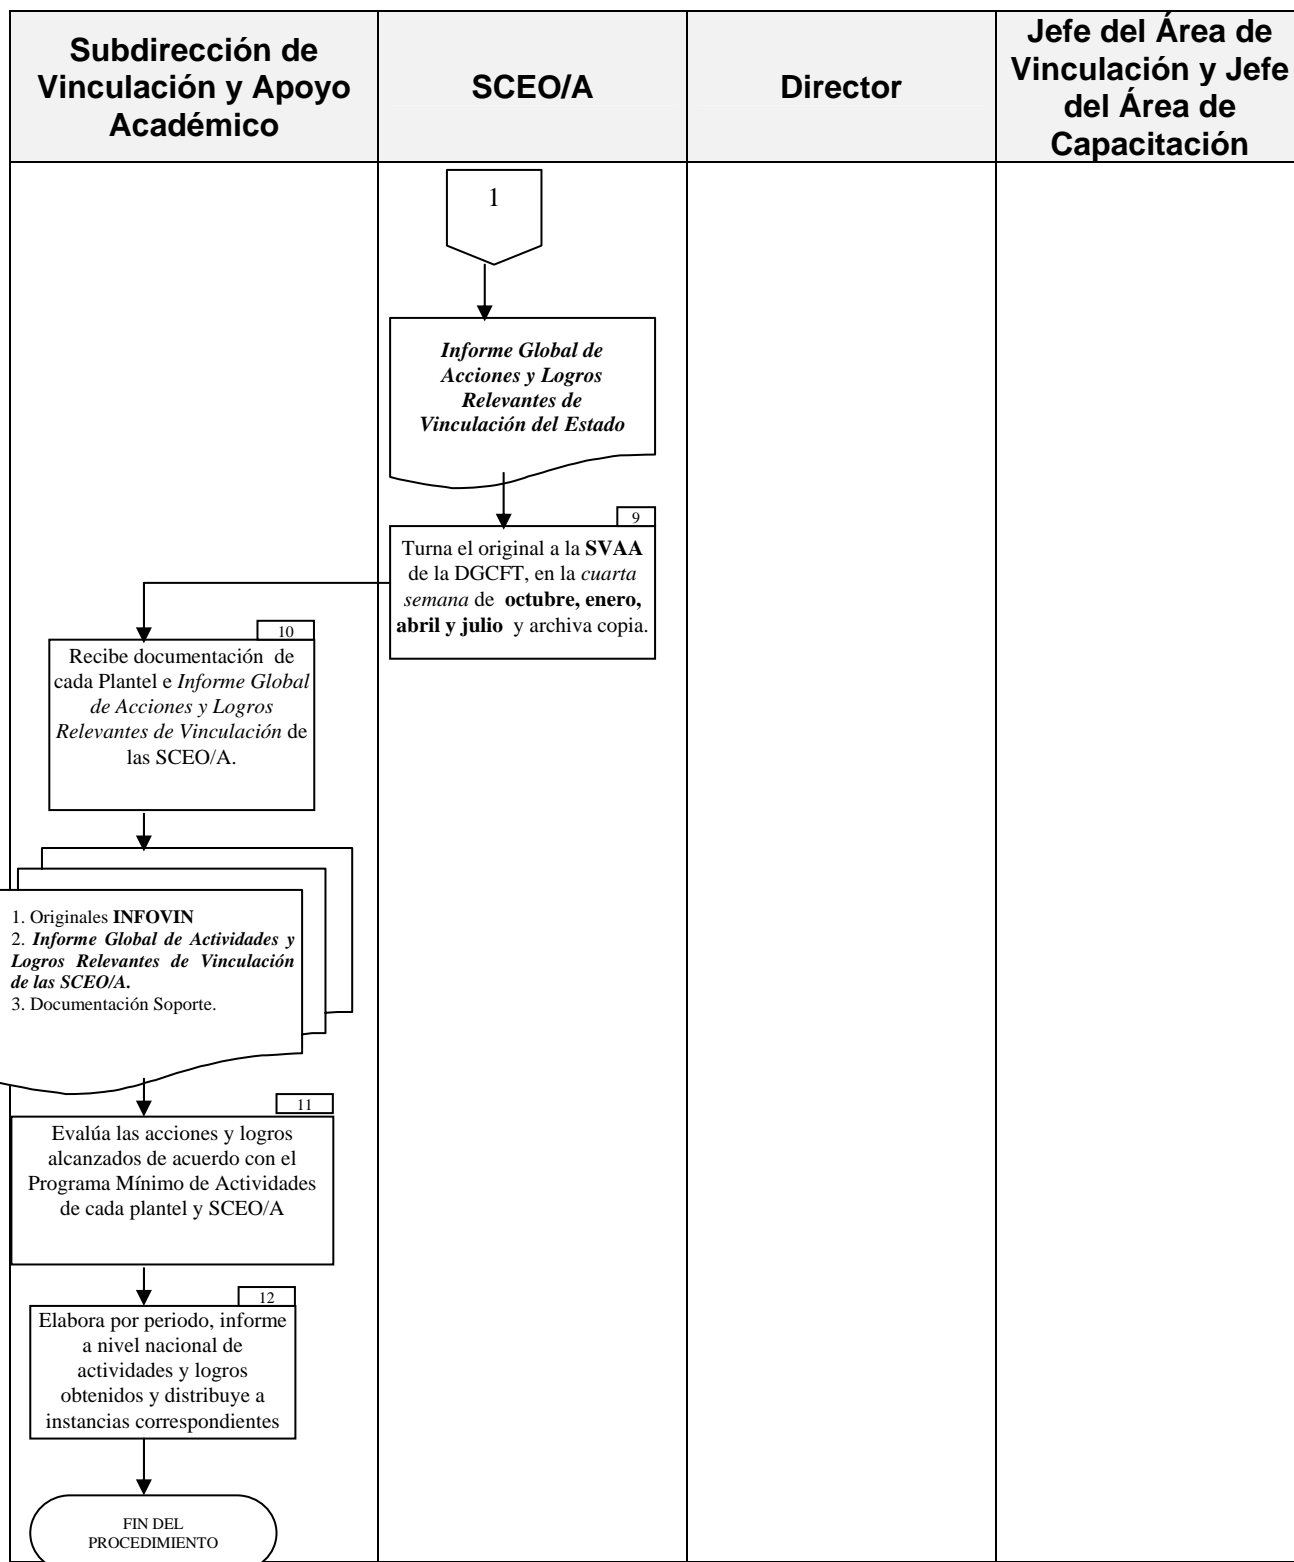 Subdirección de
Vinculación y Apoyo
Académico
SCEO/A
Director
Jefe del Área de
Vinculación y Jefe
del Área de
Capacitación
1
Informe Global de
Acciones y Logros
Relevantes de
Vinculación del Estado
9
Turna el original a la SVAA
de la DGCFT, en la cuarta
semana de octubre, enero,
abril y julio y archiva copia.
10
Recibe documentación de
cada Plantel e Informe Global
de Acciones y Logros
Relevantes de Vinculación de
las SCEO/A.
1. Originales INFOVIN
2. Informe Global de Actividades y
Logros Relevantes de Vinculación
de las SCEO/A.
3. Documentación Soporte.
11
Evalúa las acciones y logros
alcanzados de acuerdo con el
Programa Mínimo de Actividades
de cada plantel y SCEO/A
12
Elabora por periodo, informe
a nivel nacional de
actividades y logros
obtenidos y distribuye a
instancias correspondientes
FIN DEL
PROCEDIMIENTO